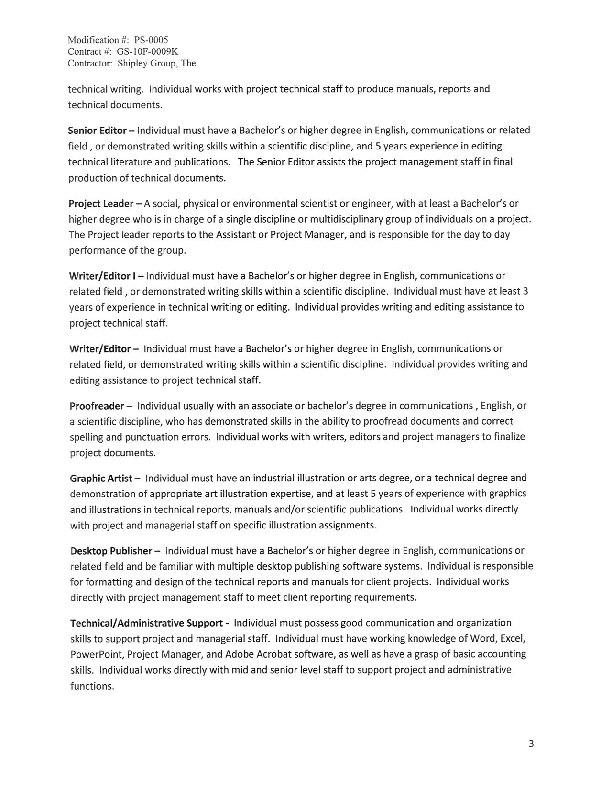 Modification #:  PS-0005
Contract #:  GS-10F-0009K
Contractor:  Shipley Group, The
technical writing.  Individual works with project technical staff to produce manuals, reports and
technical documents.
Senior Editor – Individual must have a Bachelor's or higher degree in English, communications or related
field , or demonstrated writing skills within a scientific discipline, and 5 years experience in editing
technical literature and publications.   The Senior Editor assists the project management staff in final
production of technical documents.
Project Leader – A social, physical or environmental scientist or engineer, with at least a Bachelor's or
higher degree who is in charge of a single discipline or multidisciplinary group of individuals on a project.
The Project leader reports to the Assistant or Project Manager, and is responsible for the day to day
performance of the group.
Writer/Editor I – Individual must have a Bachelor's or higher degree in English, communications or
related field , or demonstrated writing skills within a scientific discipline.  Individual must have at least 3
years of experience in technical writing or editing.  Individual provides writing and editing assistance to
project technical staff.
Writer/Editor –  Individual must have a Bachelor's or higher degree in English, communications or
related field, or demonstrated writing skills within a scientific discipline.  Individual provides writing and
editing assistance to project technical staff.
Proofreader –  Individual usually with an associate or bachelor's degree in communications , English, or
a scientific discipline, who has demonstrated skills in the ability to proofread documents and correct
spelling and punctuation errors.  Individual works with writers, editors and project managers to finalize
project documents.
Graphic Artist –  Individual must have an industrial illustration or arts degree, or a technical degree and
demonstration of appropriate art illustration expertise, and at least 5 years of experience with graphics
and illustrations in technical reports, manuals and/or scientific publications.  Individual works directly
with project and managerial staff on specific illustration assignments.
Desktop Publisher –  Individual must have a Bachelor's or higher degree in English, communications or
related field and be familiar with multiple desktop publishing software systems.  Individual is responsible
for formatting and design of the technical reports and manuals for client projects.  Individual works
directly with project management staff to meet client reporting requirements.
Technical/Administrative Support -  Individual must possess good communication and organization
skills to support project and managerial staff.  Individual must have working knowledge of Word, Excel,
PowerPoint, Project Manager, and Adobe Acrobat software, as well as have a grasp of basic accounting
skills.  Individual works directly with mid and senior level staff to support project and administrative
functions.
3